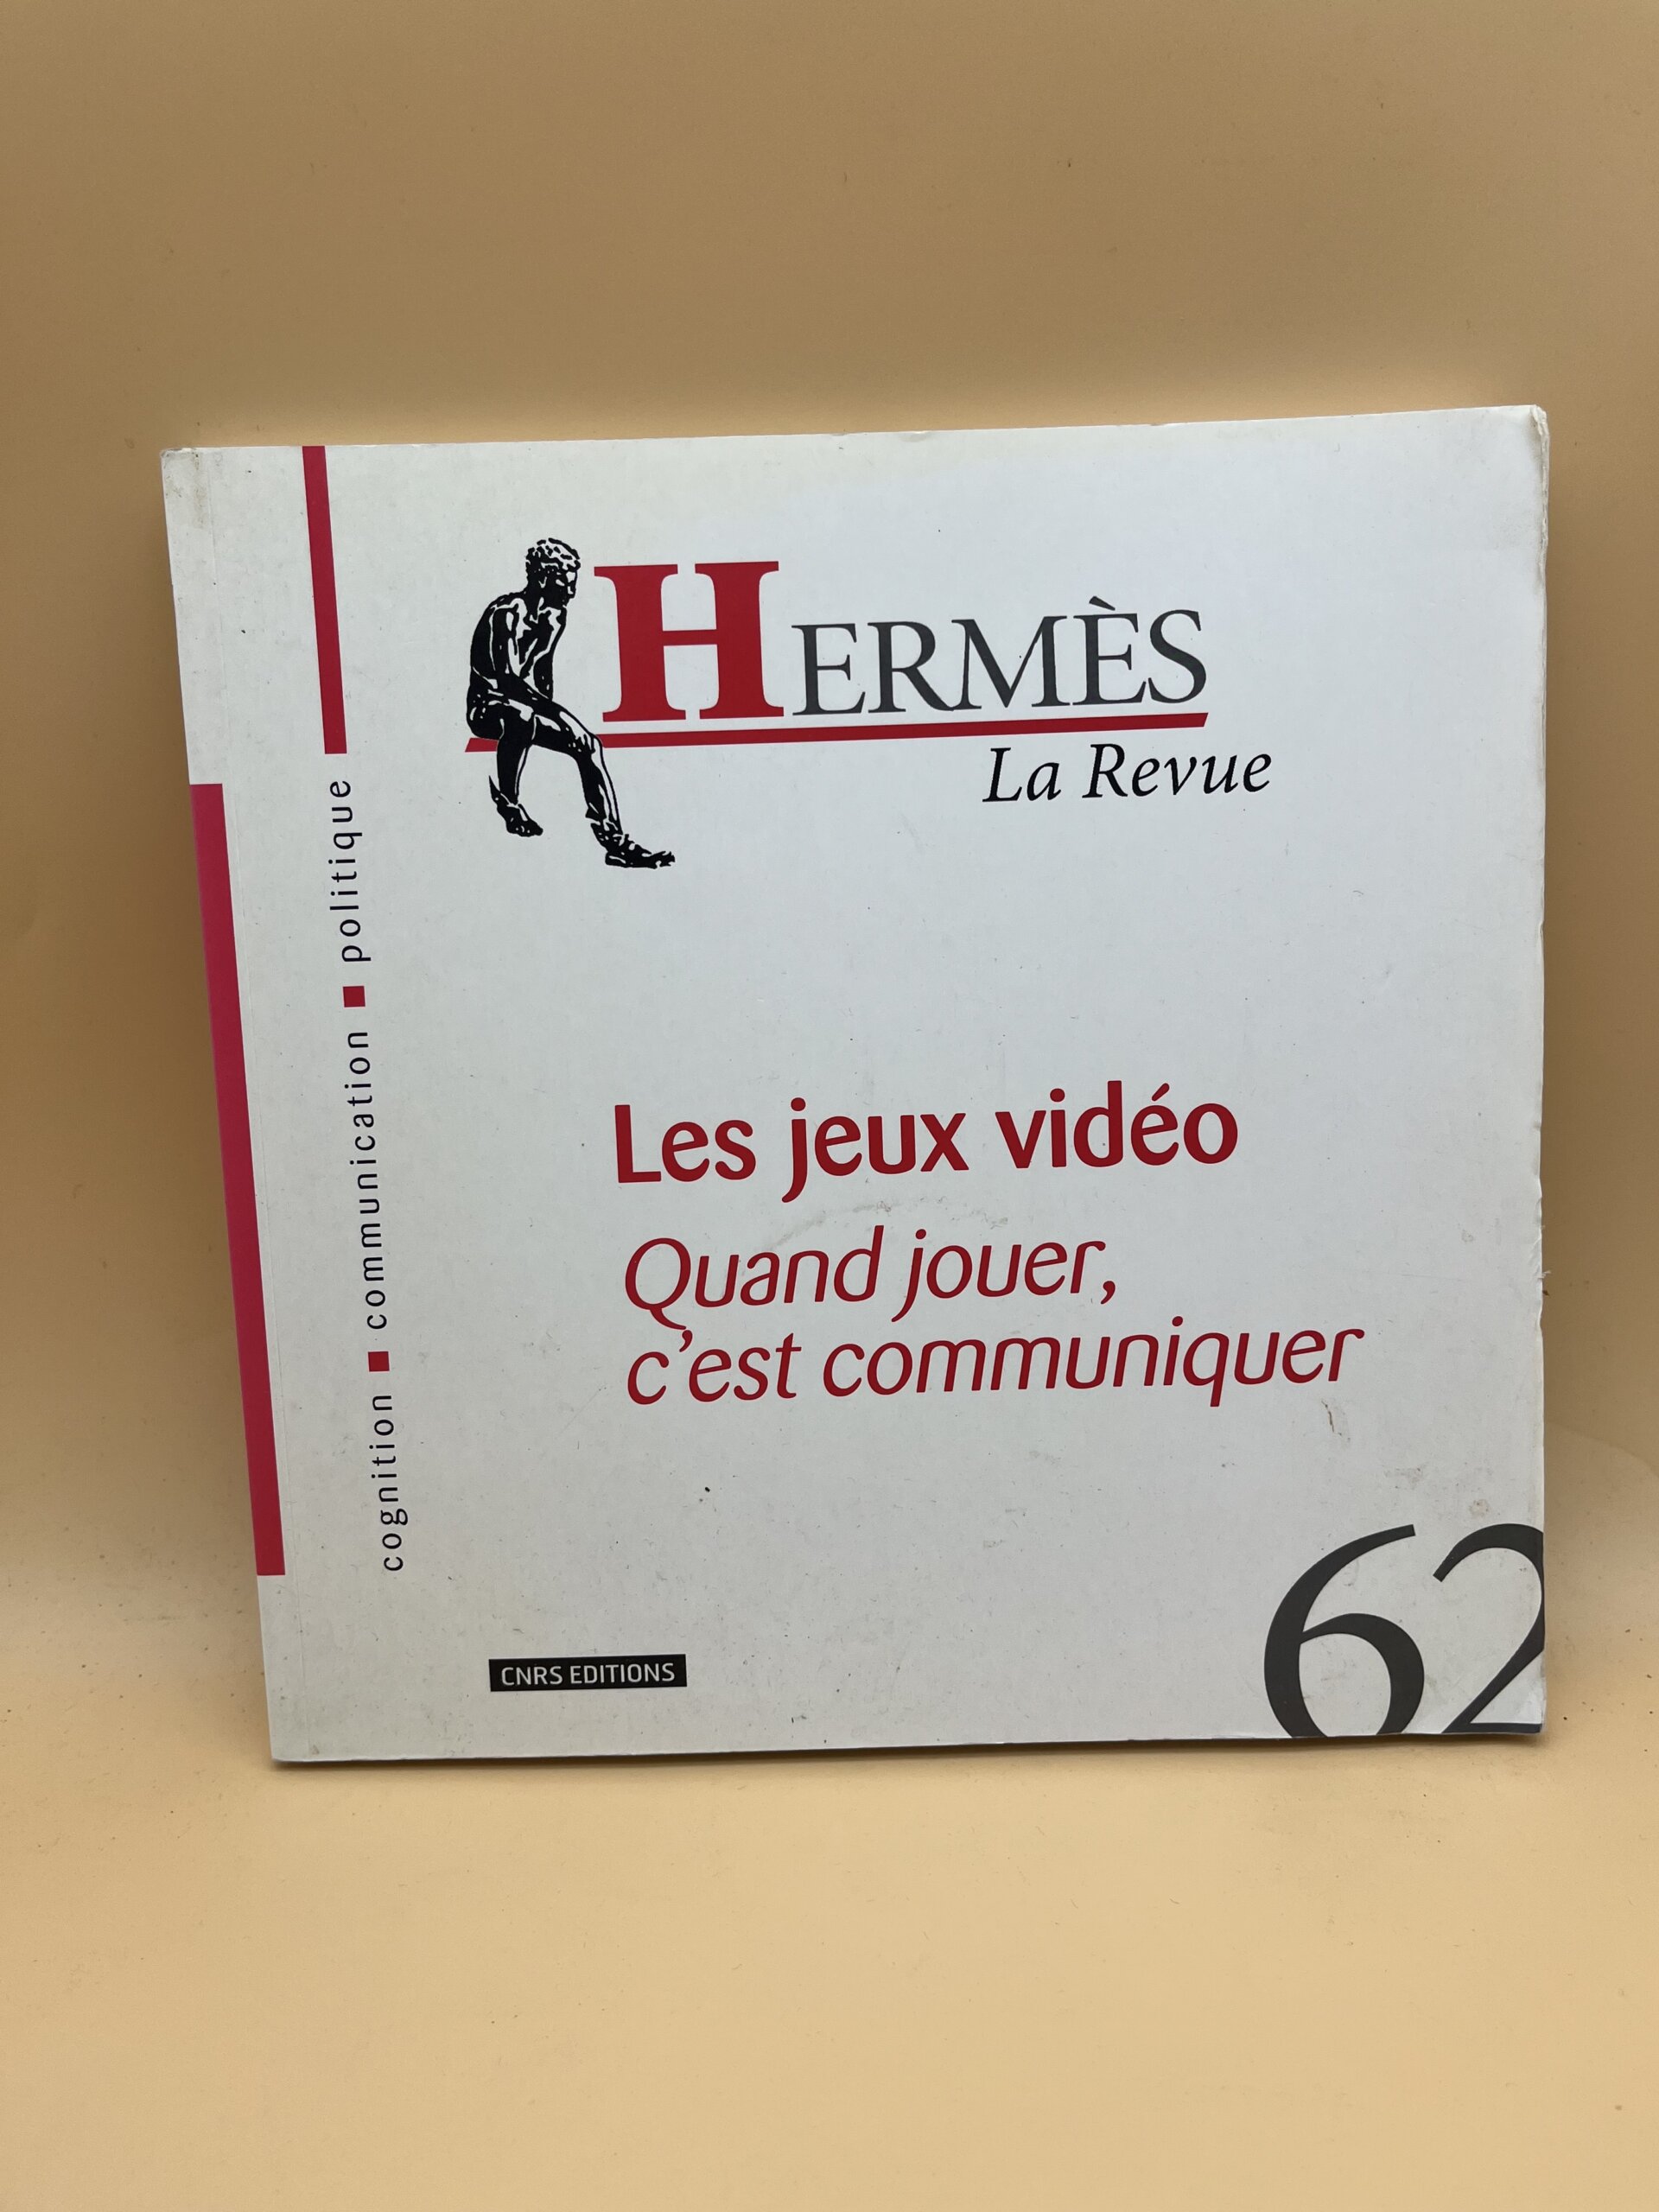 HERMÈS
La Revue
cognition ■ communication ■ politique
Les jeux vidéo
Quand jouer,
c'est communiquer
CNRS EDITIONS
62